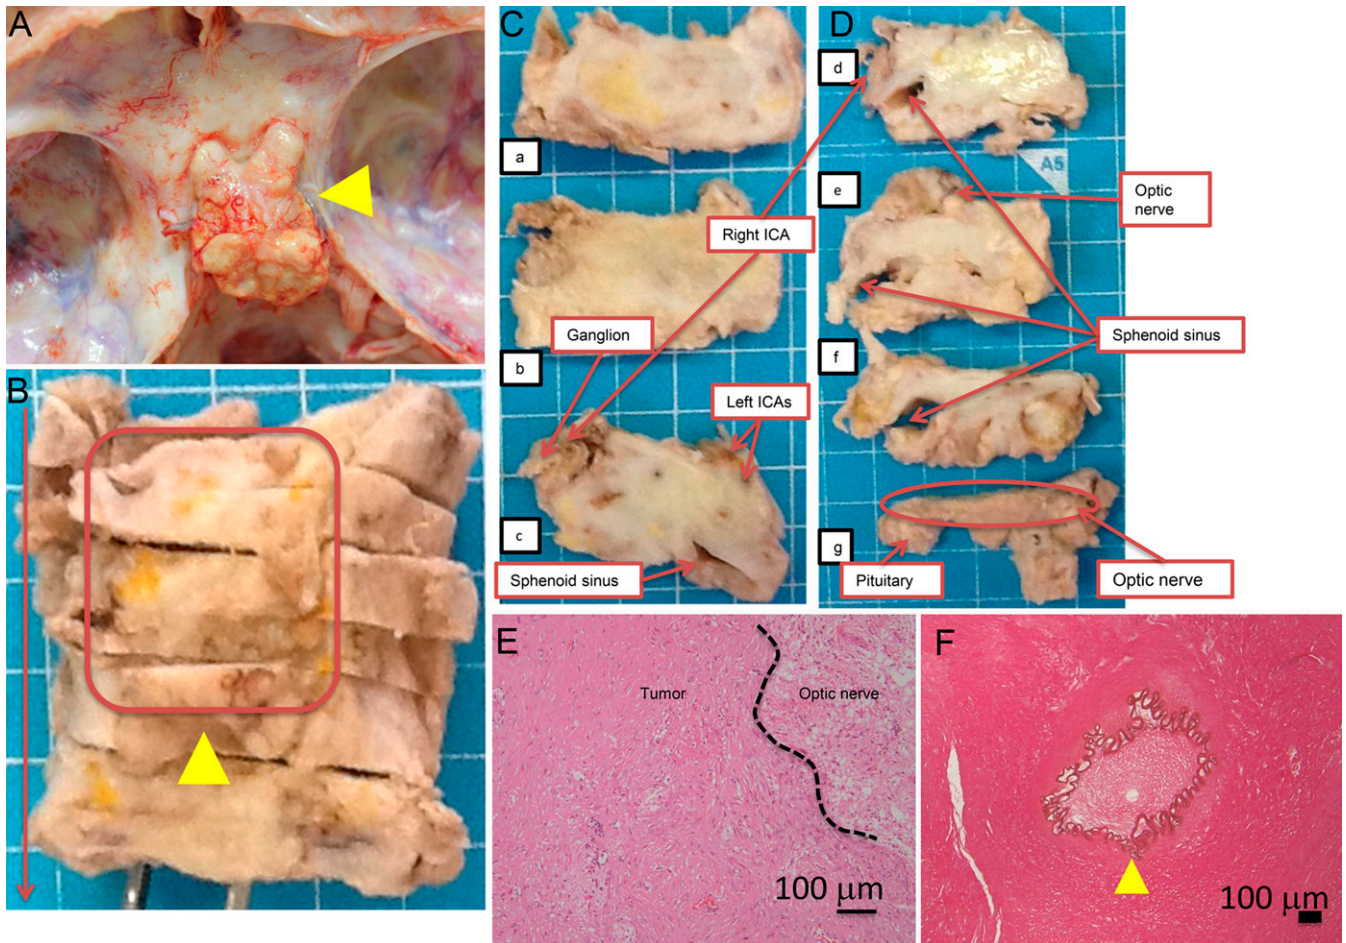 A
B
C
a
b
Right ICA
Ganglion
Left ICAs
c
Sphenoid sinus
D
d
A5
e
Optic
nerve
Sphenoid sinus
f
g
Pituitary
Optic nerve
E
Tumor
Optic nerve
100 μm
F
100 μm